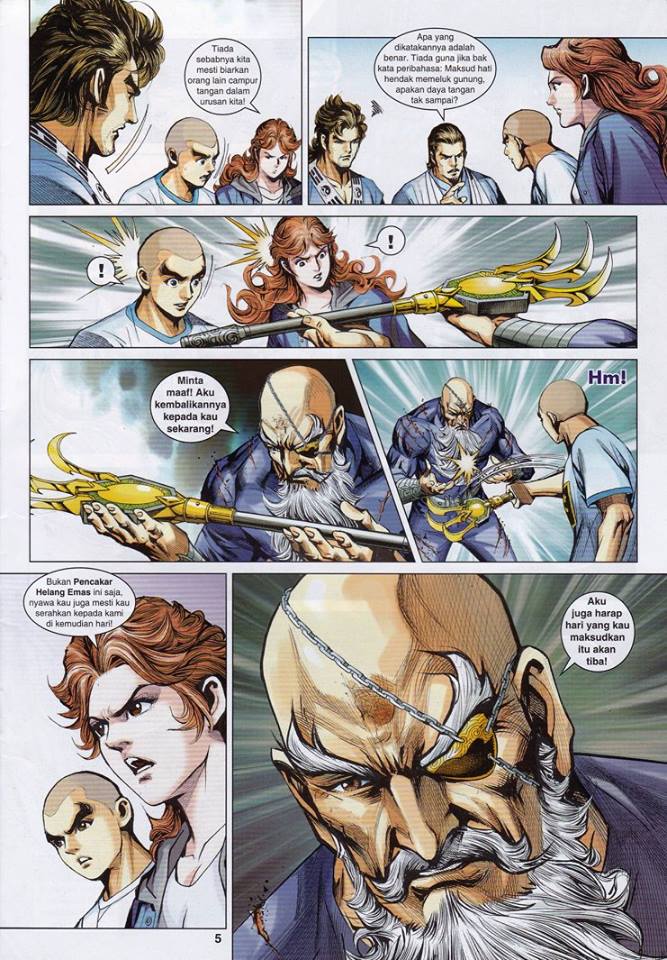 Tiada
sebabnya kita
mesti biarkan
orang lain campur
tangan dalam
urusan kita!
Apa yang
dikatakannya adalah
benar. Tiada guna jika bak
kata peribahasa: Maksud hati
hendak memeluk gunung,
apakan daya tangan
tak sampai?
!
!
Minta
maaf! Aku
kembalikannya
kepada kau
sekarang!
Hm!
Bukan Pencakar
Helang Emas ini saja,
nyawa kau juga mesti kau
serahkan kepada kami
di kemudian hari!
Aku
juga harap
hari yang kau
maksudkan
itu akan
tiba!
5